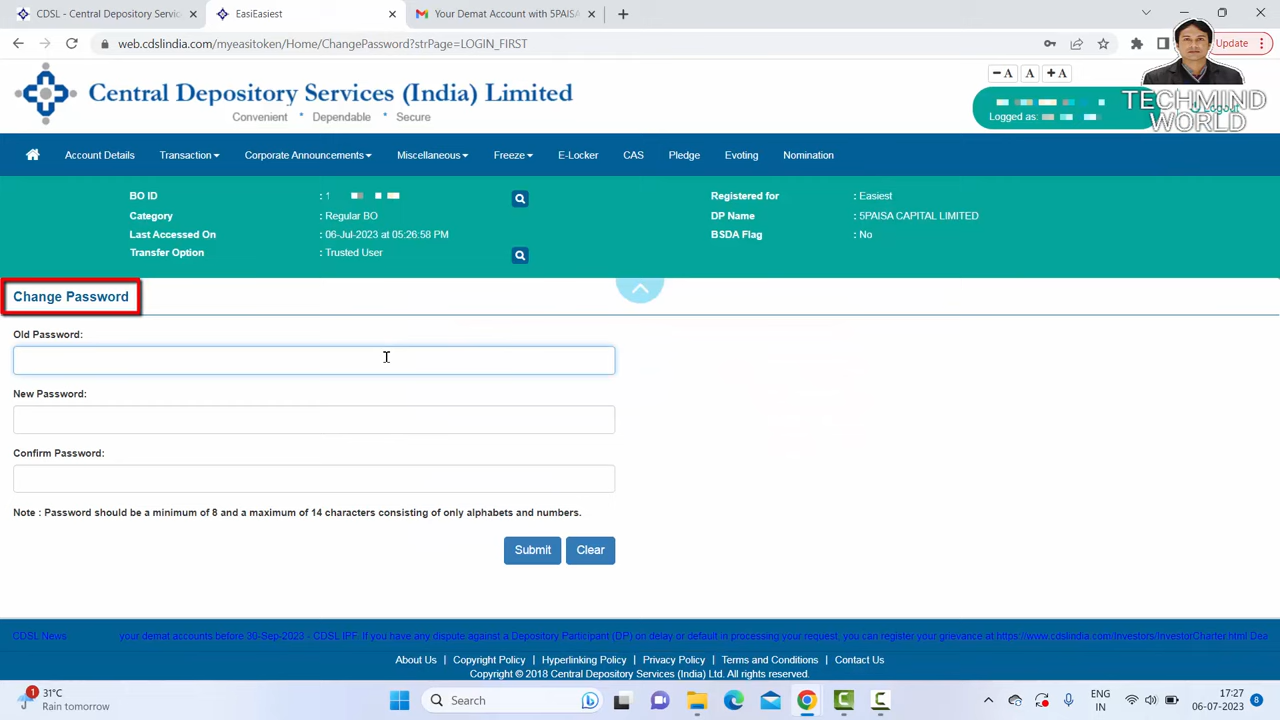 CDSL - Central Depository Services
EasiEasiest
Your Demat Account with 5PAISA
web.cdslindia.com/myeasitoken/Home/ChangePassword?strPage=LOGIN_FIRST
Update
Central Depository Services (India) Limited
Convenient • Dependable • Secure
- A A + A
Logged as:
Logout
TECHMIND
WORLD
Account Details Transaction Corporate Announcements Miscellaneous Freeze E-Locker CAS Pledge Evoting Nomination
BO ID : 1
Registered for : Easiest
Category : Regular BO
DP Name : 5PAISA CAPITAL LIMITED
Last Accessed On : 06-Jul-2023 at 05:26:58 PM
BSDA Flag : No
Transfer Option : Trusted User
Change Password
Old Password:
New Password:
Confirm Password:
Note : Password should be a minimum of 8 and a maximum of 14 characters consisting of only alphabets and numbers.
Submit Clear
CDSL News your demat accounts before 30-Sep-2023 - CDSL IPF. If you have any dispute against a Depository Participant (DP) on delay or default in processing your request, you can register your grievance at https://www.cdslindia.com/Investors/InvestorCharter.html Dea
About Us | Copyright Policy | Hyperlinking Policy | Privacy Policy | Terms and Conditions | Contact Us
Copyright © 2018 Central Depository Services (India) Ltd. All rights reserved.
1
31°C
Rain tomorrow
Search
ENG
IN
17:27
06-07-2023
8